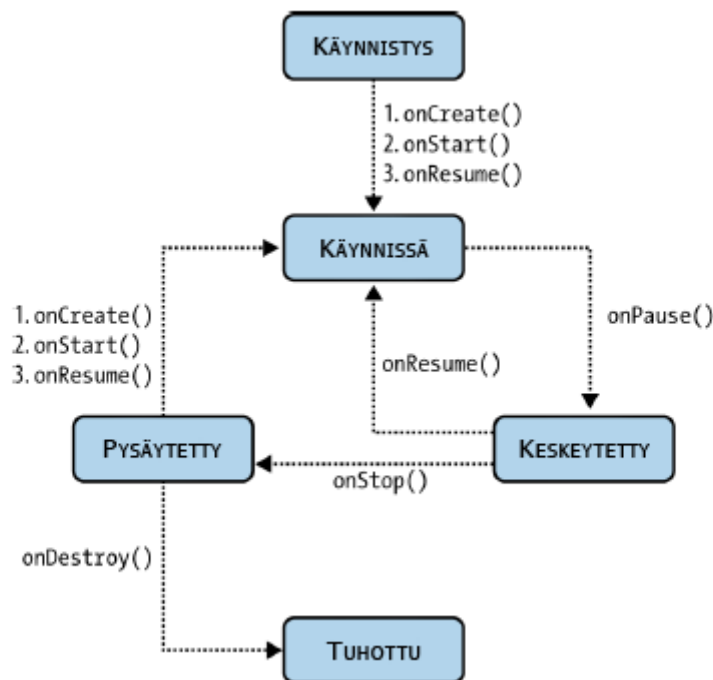 KÄYNNISTYS
1. onCreate()
2. onStart()
3. onResume()
KÄYNNISSÄ
1. onCreate()
2. onStart()
3. onResume()
onPause()
onResume()
PYSÄYTETTY
KESKEYTETTY
onStop()
onDestroy()
TUHOTTU